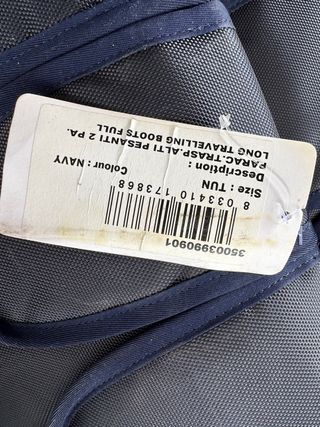 35003990901
8 033410 173868
Size : TUN
Colour : NAVY
Description :
PARAC.TRASP.ALTI PESANTI 2 PA.
LONG TRAVELLING BOOTS FULL